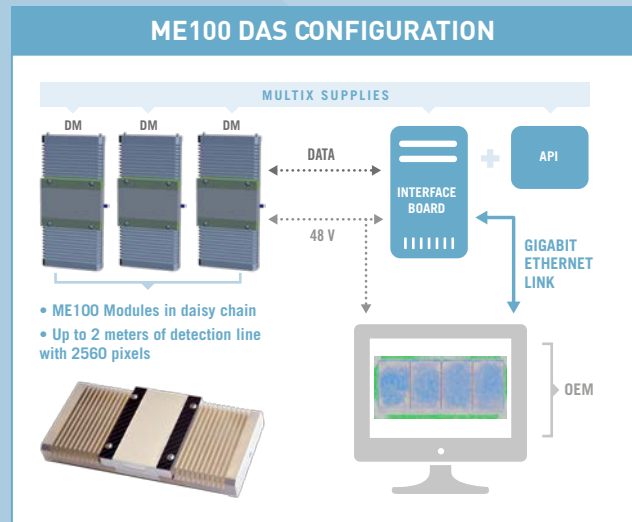 ME100 DAS CONFIGURATION
MULTIX SUPPLIES
DM DM DM
DATA
48 V
INTERFACE
BOARD
API
GIGABIT
ETHERNET
LINK
• ME100 Modules in daisy chain
• Up to 2 meters of detection line
with 2560 pixels
OEM